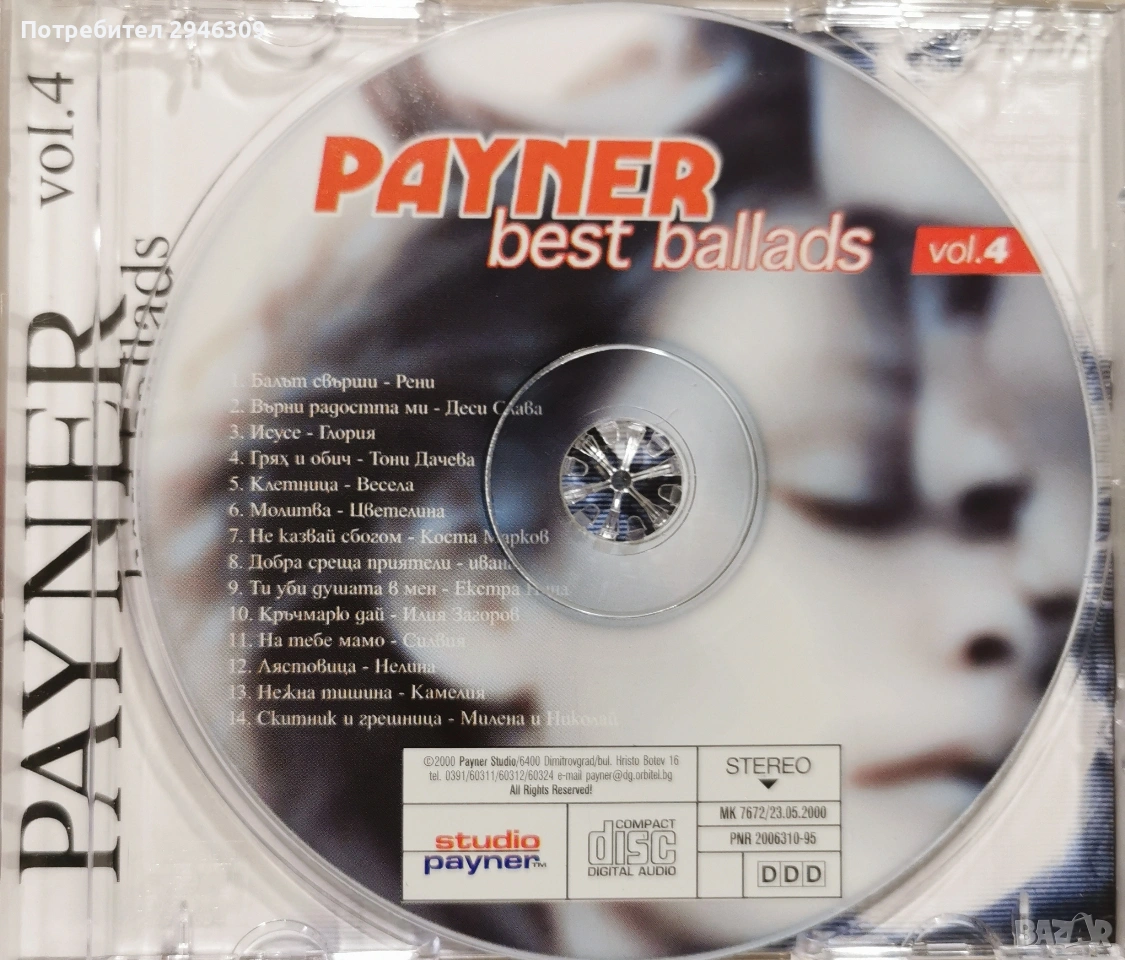 Потребител 2946309
PAYNER vol.4
PAYNER
best ballads
vol.4
1. Балът свърши - Рени
2. Върни радостта ми - Деси Слава
3. Исусе - Глория
4. Грях и обич - Тони Дачева
5. Клетница - Весела
6. Молитва - Цветелина
7. Не казвай сбогом - Коста Марков
8. Добра среща приятели -
9. Ти уби душата в мен - Екстра Нина
10. Кръчмарю дай - Илия Загоров
11. На тебе мамо - Силвия
12. Лястовица - Нелина
13. Нежна тишина - Камелия
14. Скитник и грешница - Милена и Николай
©2000 Payner Studio/6400 Dimitrovgrad/bul. Hristo Botev 16
tel. 0391/60311/60312/60324 e-mail payner@dg.orbitel.bg
All Rights Reserved!
STEREO
MK 7672/23.05.2000
PNR 2006310-95
studio
payner™
COMPACT
disc
DIGITAL AUDIO
DDD
BAZAR